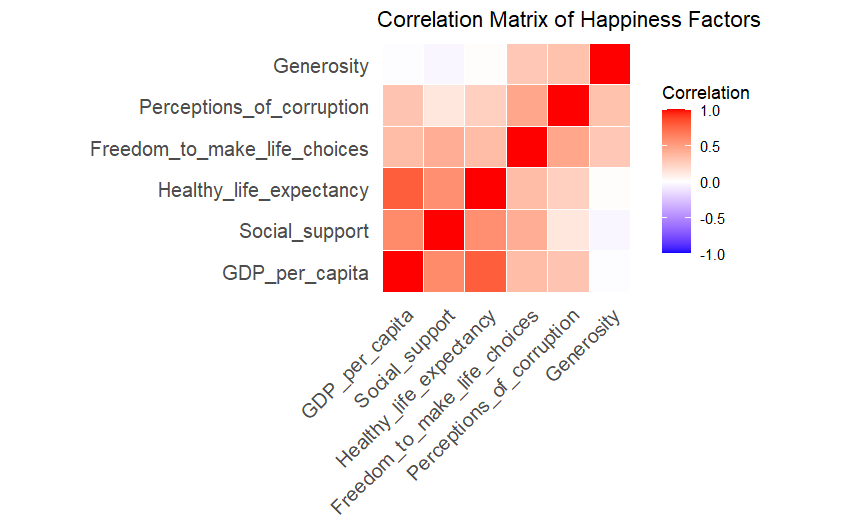 Correlation Matrix of Happiness Factors
Generosity
Perceptions_of_corruption
Freedom_to_make_life_choices
Healthy_life_expectancy
Social_support
GDP_per_capita
GDP_per_capita
Social_support
Healthy_life_expectancy
Freedom_to_make_life_choices
Perceptions_of_corruption
Generosity
Correlation
1.0
0.5
0.0
-0.5
-1.0